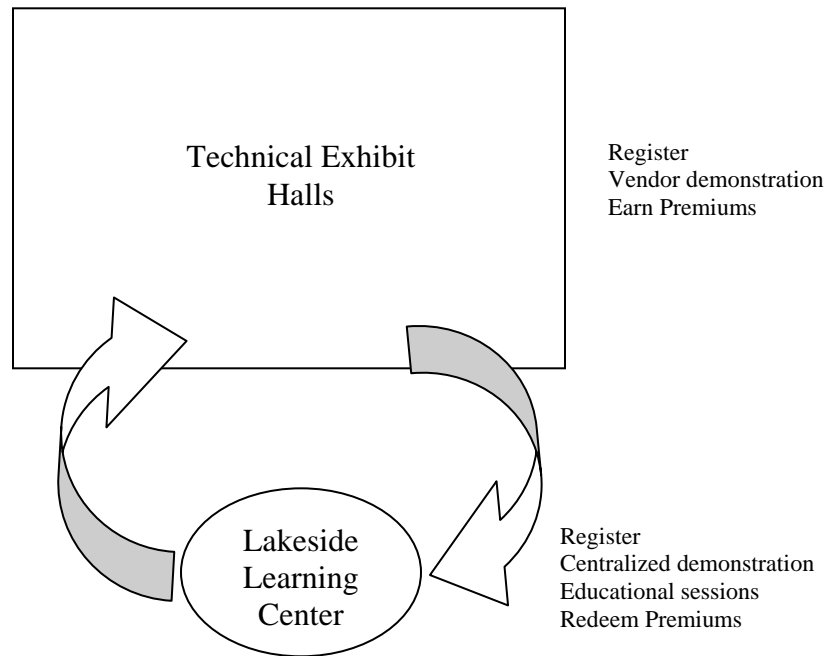 Technical Exhibit
Halls
Register
Vendor demonstration
Earn Premiums
Lakeside
Learning
Center
Register
Centralized demonstration
Educational sessions
Redeem Premiums